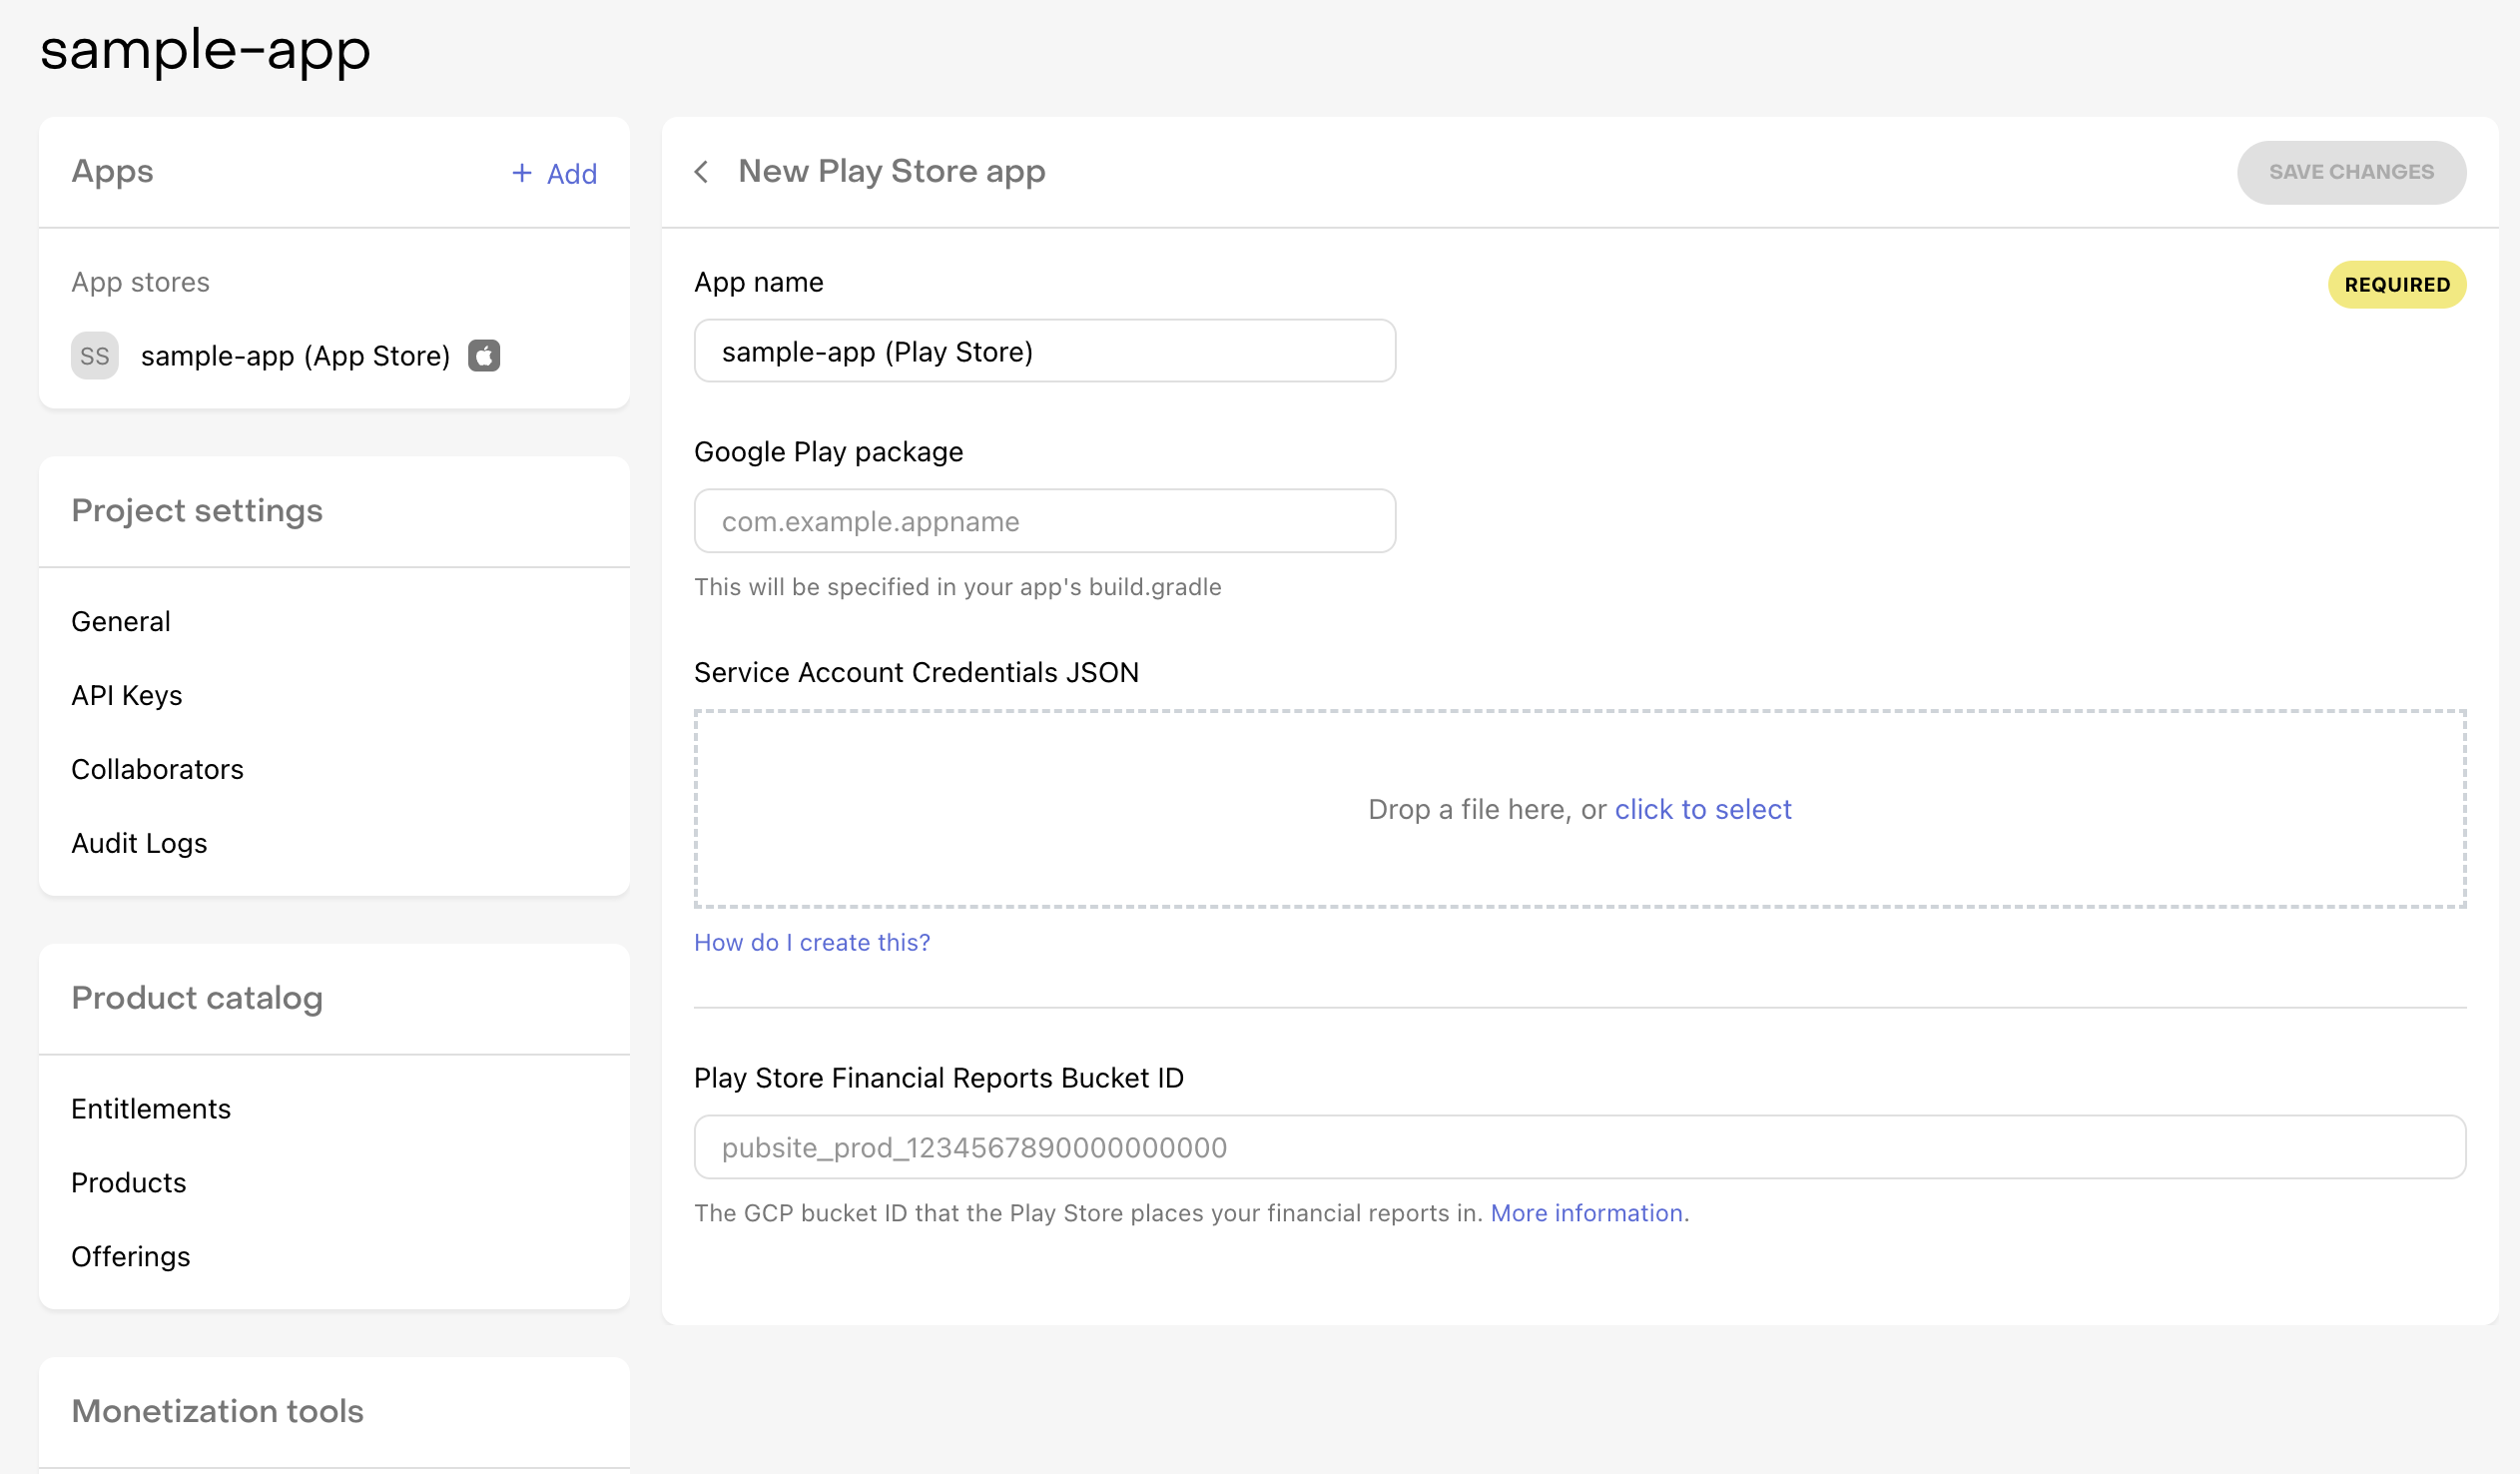 sample-app
Apps
+ Add
App stores
SS sample-app (App Store)
Project settings
General
API Keys
Collaborators
Audit Logs
Product catalog
Entitlements
Products
Offerings
Monetization tools
New Play Store app
SAVE CHANGES
App name
REQUIRED
sample-app (Play Store)
Google Play package
com.example.appname
This will be specified in your app's build.gradle
Service Account Credentials JSON
Drop a file here, or click to select
How do I create this?
Play Store Financial Reports Bucket ID
pubsite_prod_1234567890000000000
The GCP bucket ID that the Play Store places your financial reports in. More information.